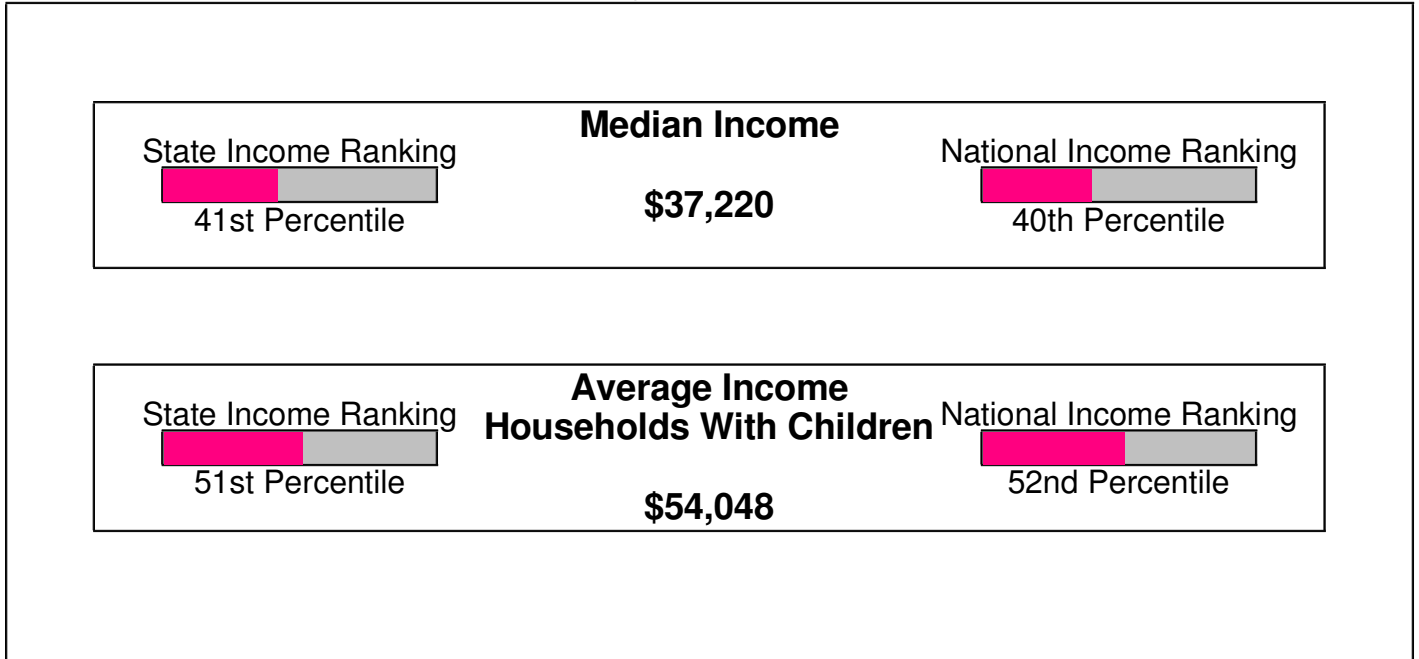 Median Income
State Income Ranking
National Income Ranking
$37,220
41st Percentile
40th Percentile
Average Income
State Income Ranking
Households With Children
National Income Ranking
51st Percentile
52nd Percentile
$54,048